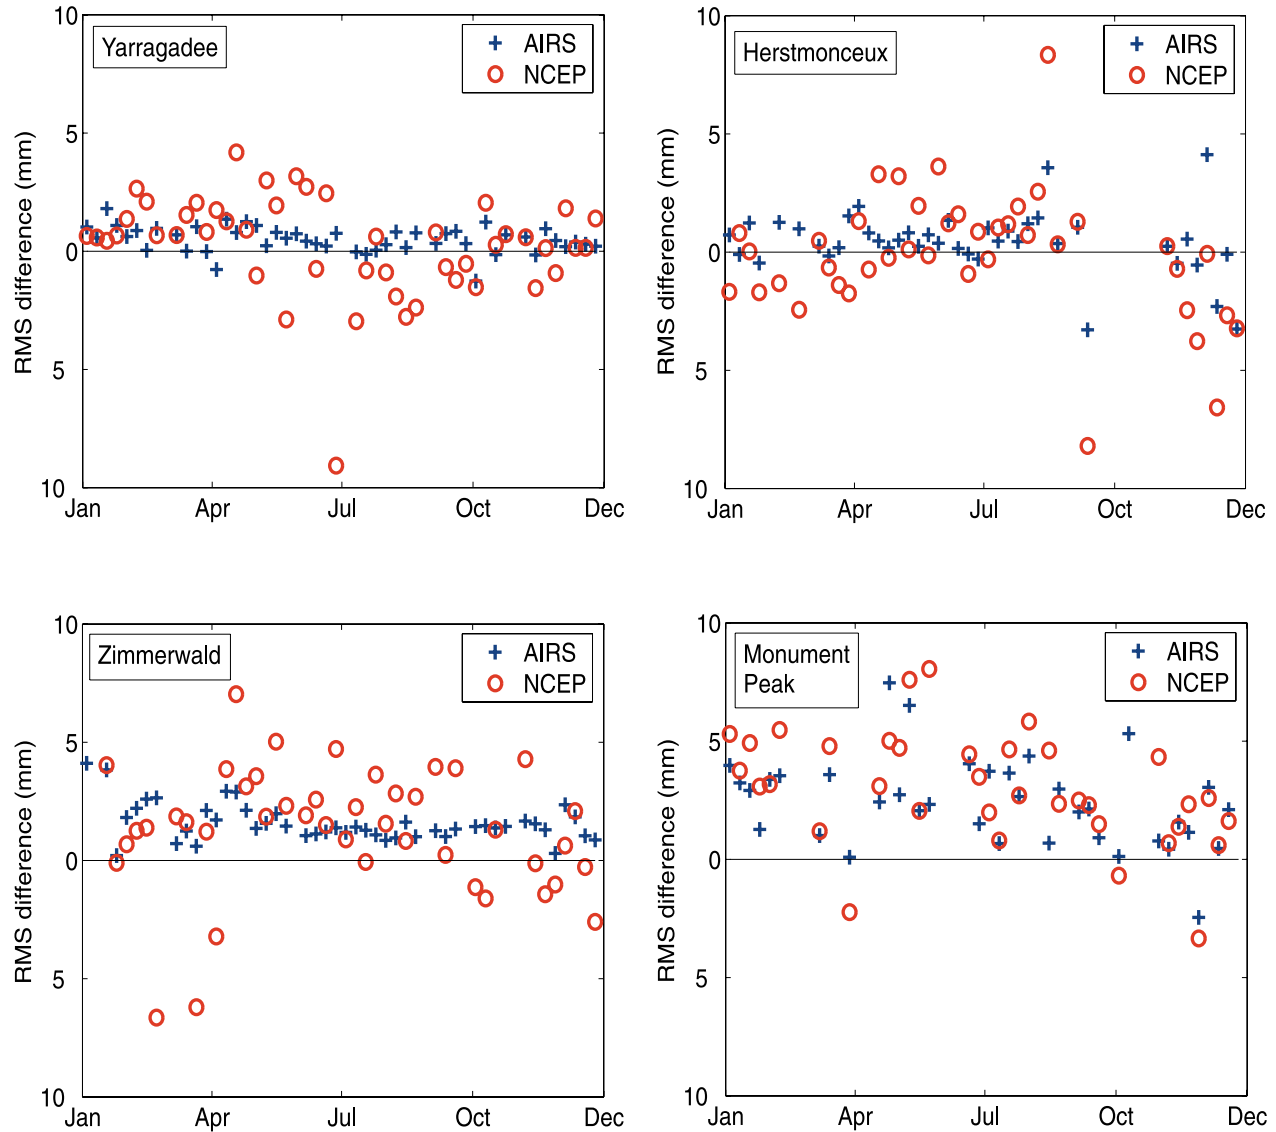 Yarragadee
AIRS
NCEP
10
5
0
5
10
RMS difference (mm)
Jan Apr Jul Oct Dec
Herstmonceux
AIRS
NCEP
10
5
0
5
10
RMS difference (mm)
Jan Apr Jul Oct Dec
Zimmerwald
AIRS
NCEP
10
5
0
5
10
RMS difference (mm)
Jan Apr Jul Oct Dec
Monument
Peak
AIRS
NCEP
10
5
0
5
10
RMS difference (mm)
Jan Apr Jul Oct Dec